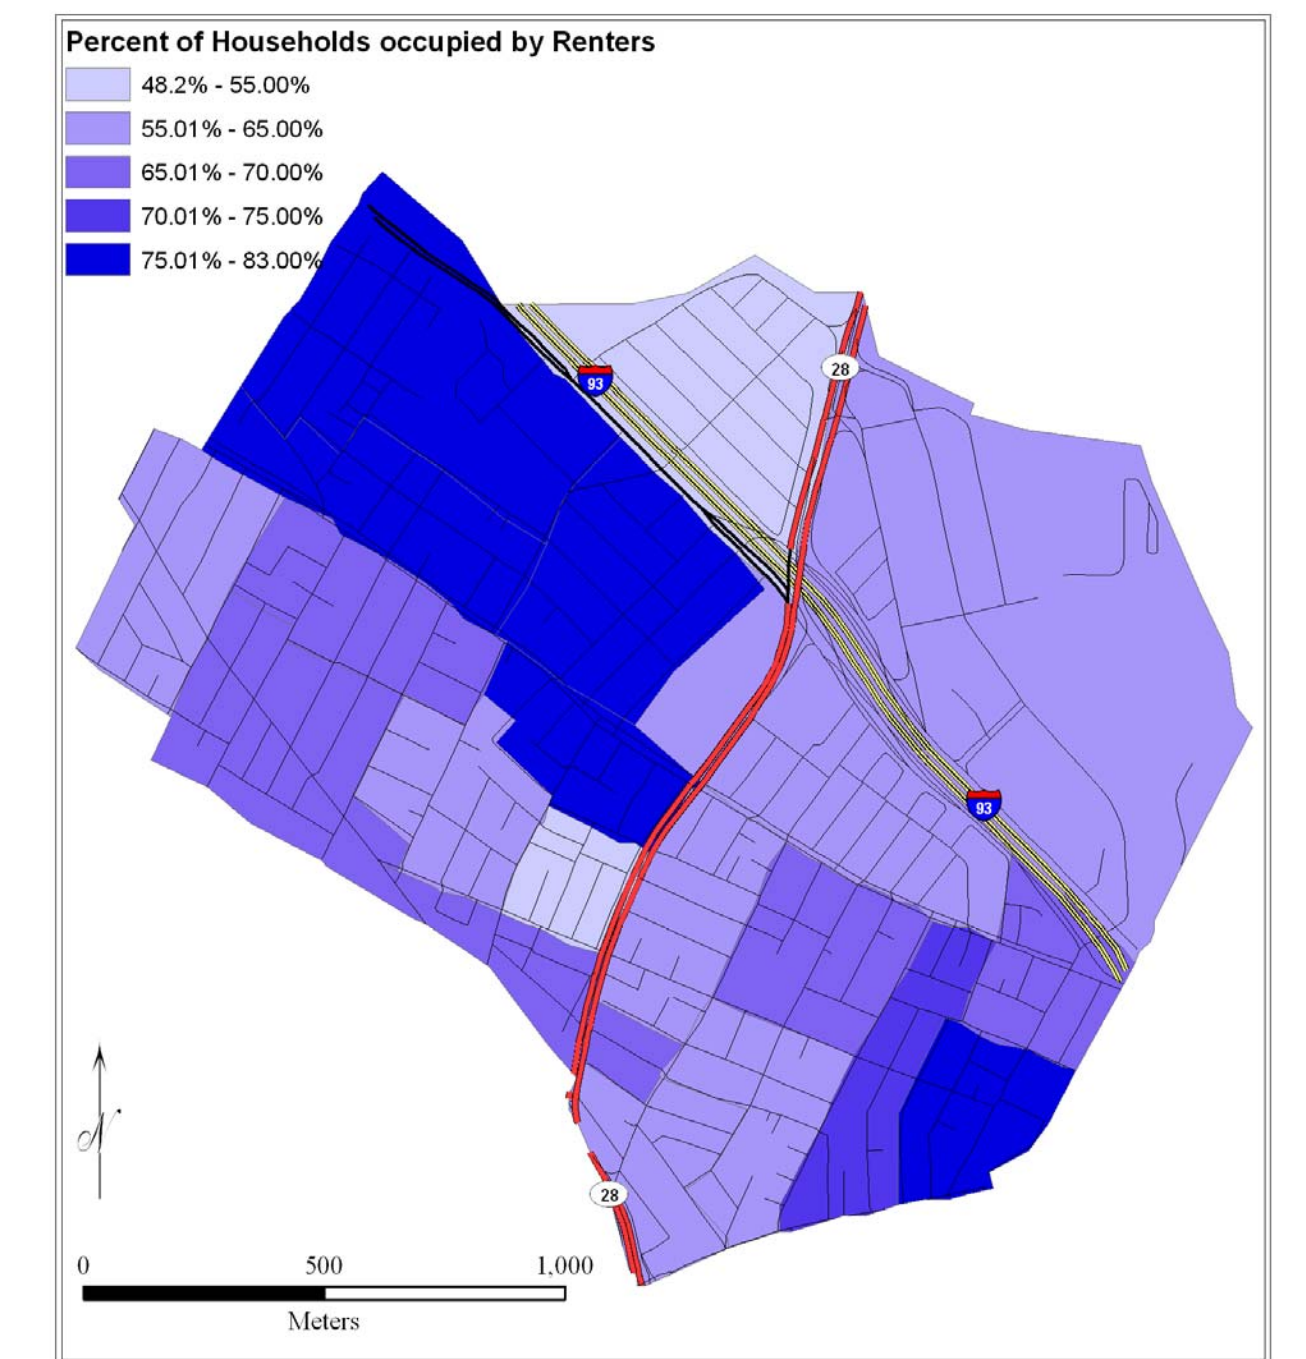 Percent of Households occupied by Renters
48.2% - 55.00%
55.01% - 65.00%
65.01% - 70.00%
70.01% - 75.00%
75.01% - 83.00%
28
93
93
N
28
0 500 1,000
Meters